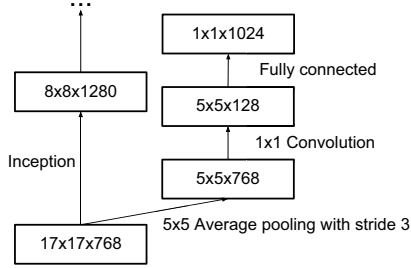 ...
1x1x1024
Fully connected
8x8x1280
5x5x128
1x1 Convolution
Inception
5x5x768
5x5 Average pooling with stride 3
17x17x768